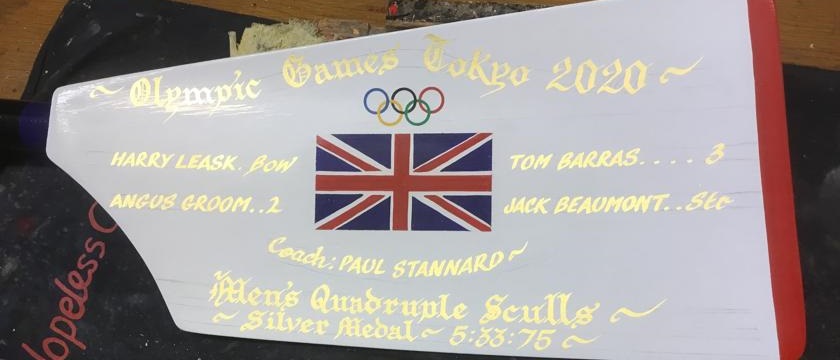 ~ Olympic Games Tokyo 2020 ~
HARRY LEASK. Bow
TOM BARRAS.... 3
ANGUS GROOM..2
JACK BEAUMONT..Str
Coach: PAUL STANNARD ~
Men's Quadruple Sculls ~
~ Silver Medal ~ 5:33:75 ~
opeless